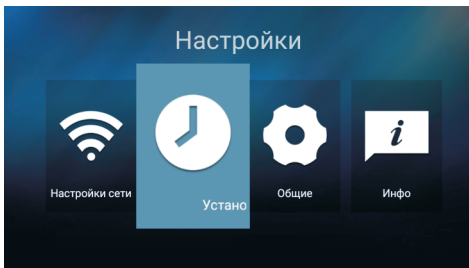 Настройки
Настройки сети
Устано
Общие
Инфо